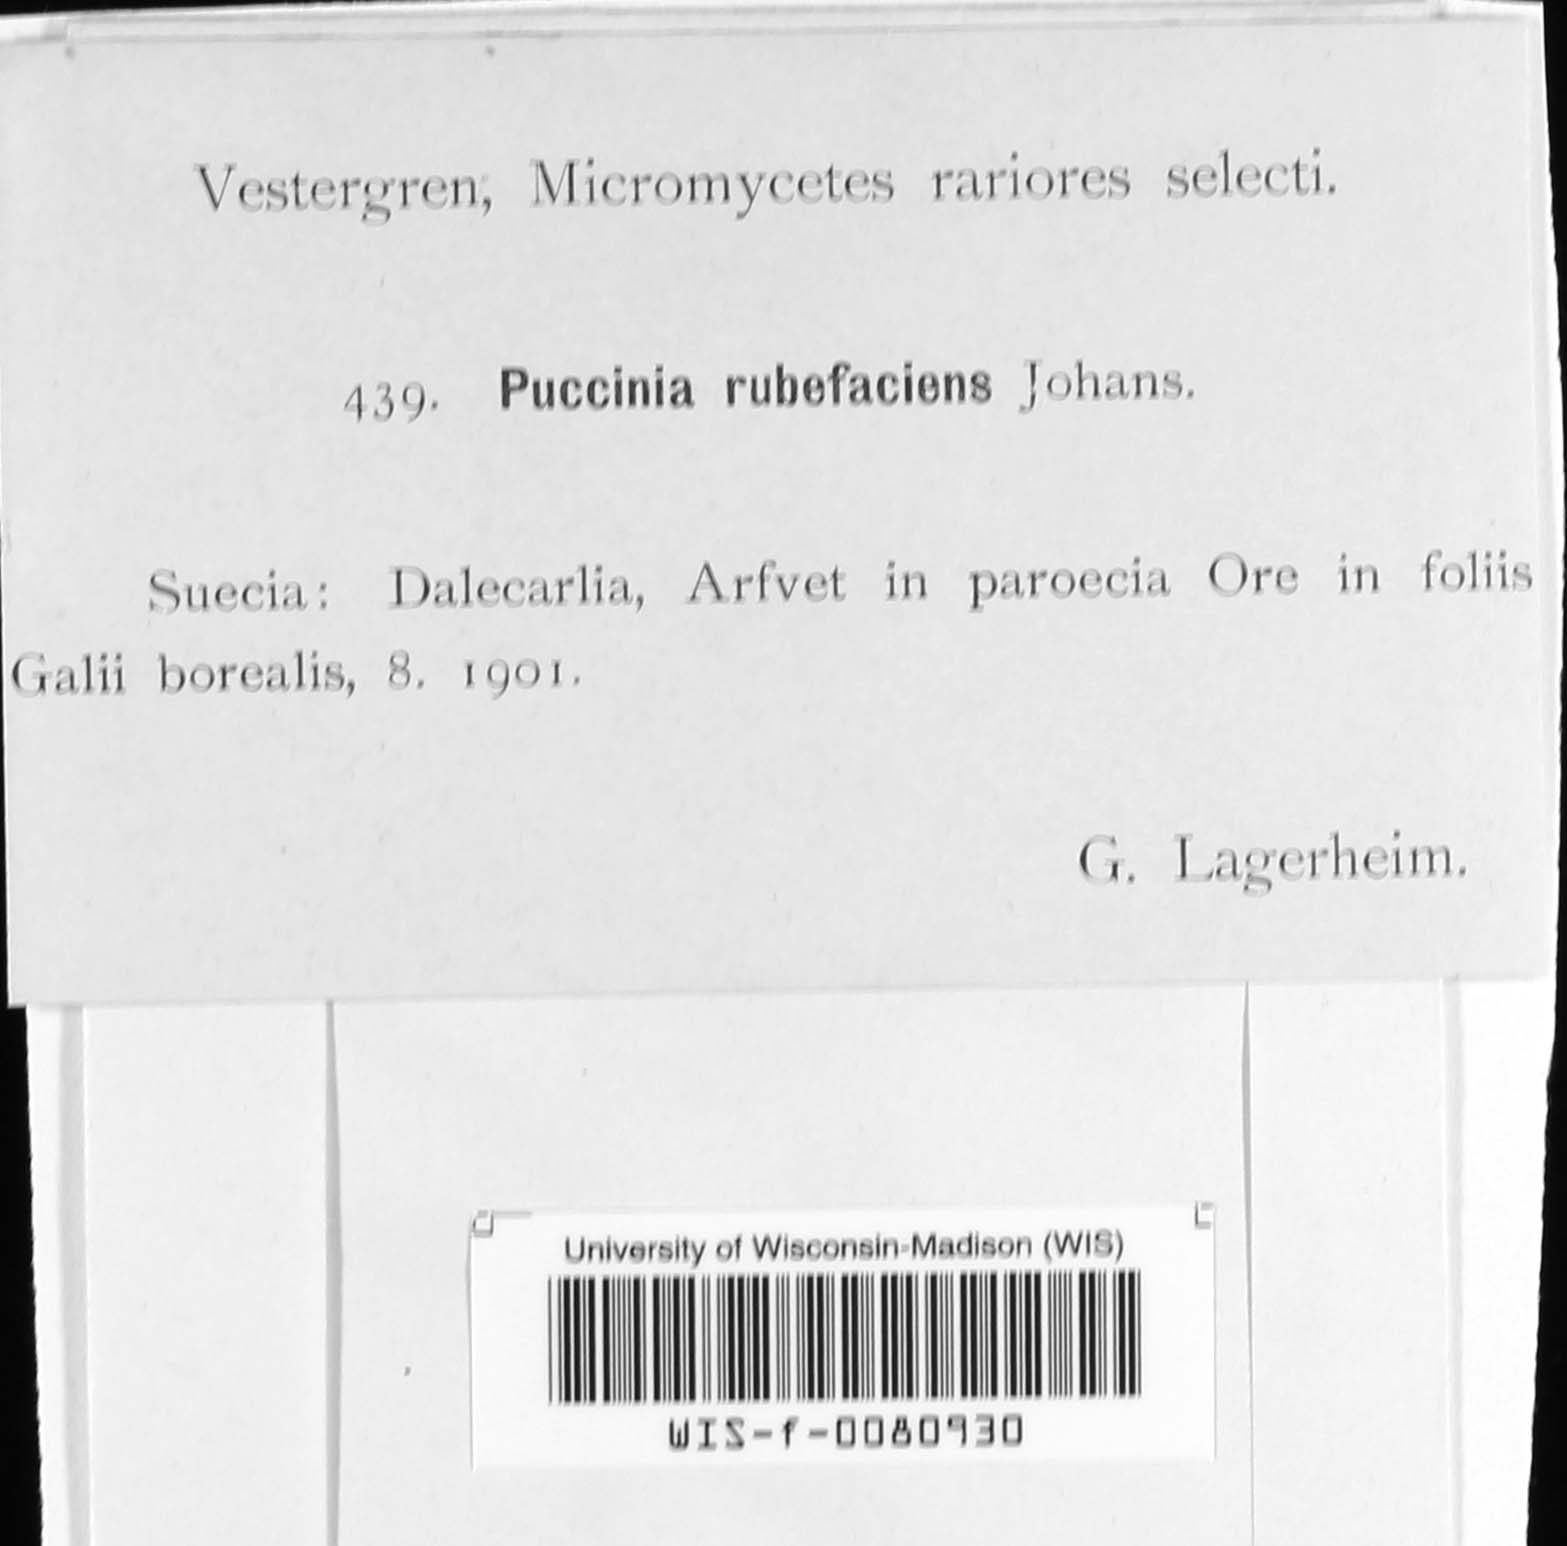 Vestergren, Micromycetes rariores selecti.
439. Puccinia rubefaciens Johans.
Suecia: Dalecarlia, Arfvet in paroecia Ore in foliis
Galii borealis, 8. 1901.
G. Lagerheim.
University of Wisconsin-Madison (WIS)
WIS-f-0080930